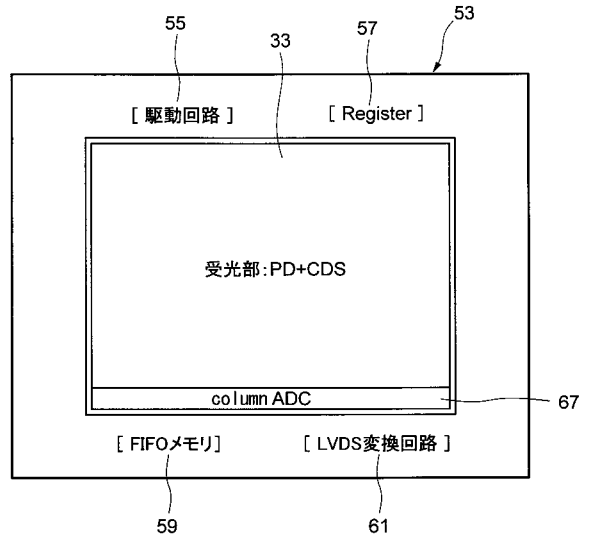 55
33
57
53
[ 駆動回路 ]
[ Register ]
受光部:PD+CDS
column ADC
67
[ FIFOメモリ]
[ LVDS変換回路 ]
59
61